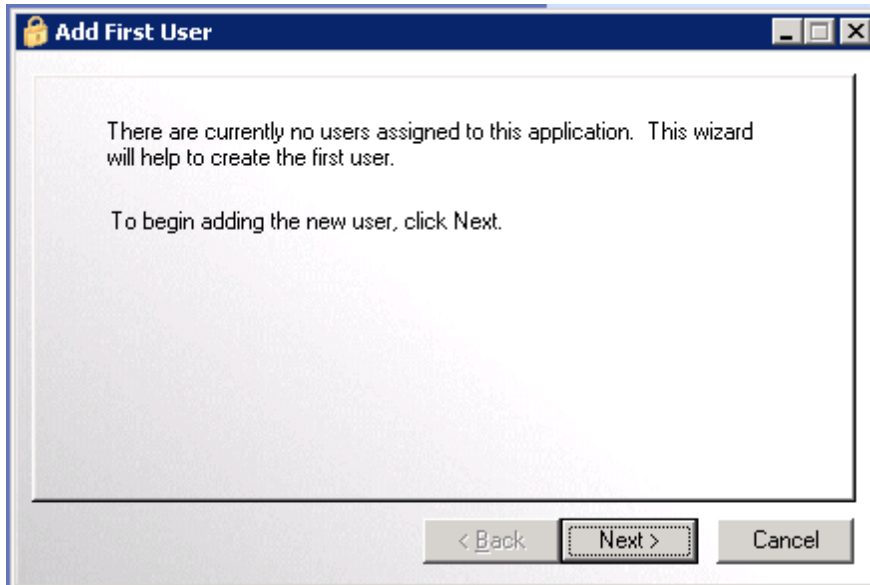 Add First User
There are currently no users assigned to this application.  This wizard
will help to create the first user.
To begin adding the new user, click Next.
< Back
Next >
Cancel